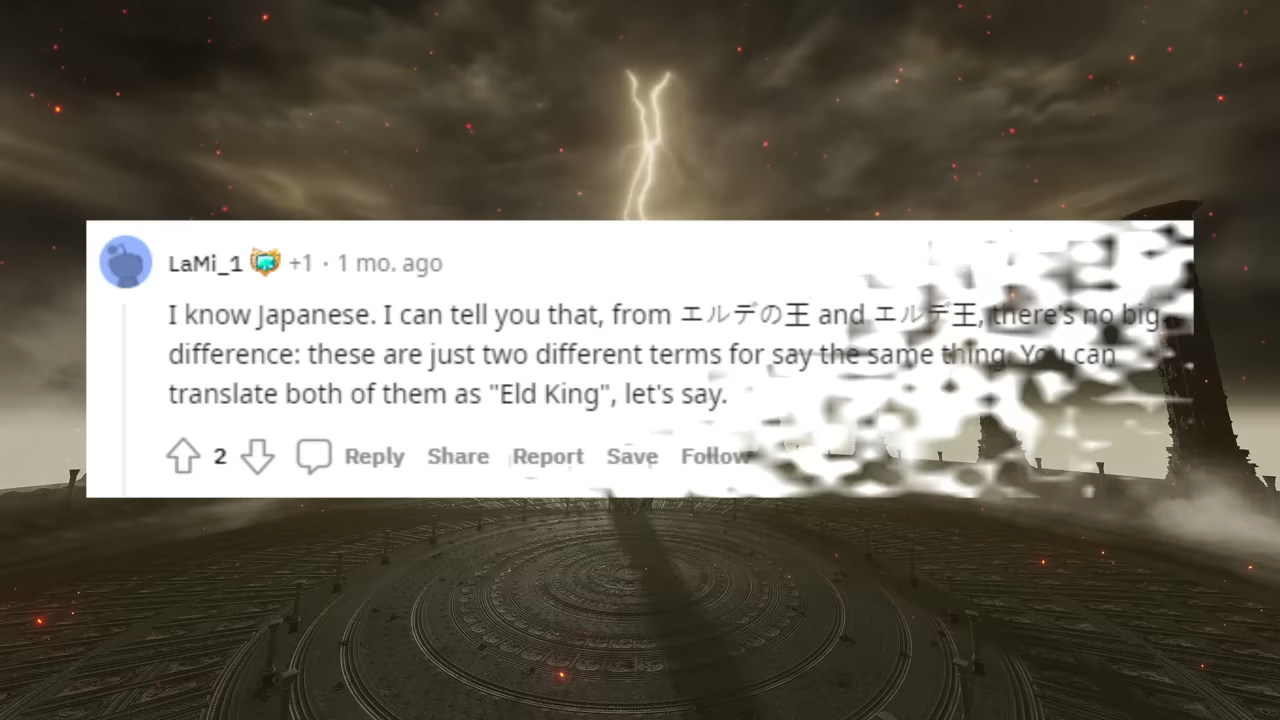 LaMi_1 +1 · 1 mo. ago
I know Japanese. I can tell you that, from エルデの王 and エルデ王, there's no big
difference: these are just two different terms for say the same thing. You can
translate both of them as "Eld King", let's say.
2 Reply Share Report Save Follow